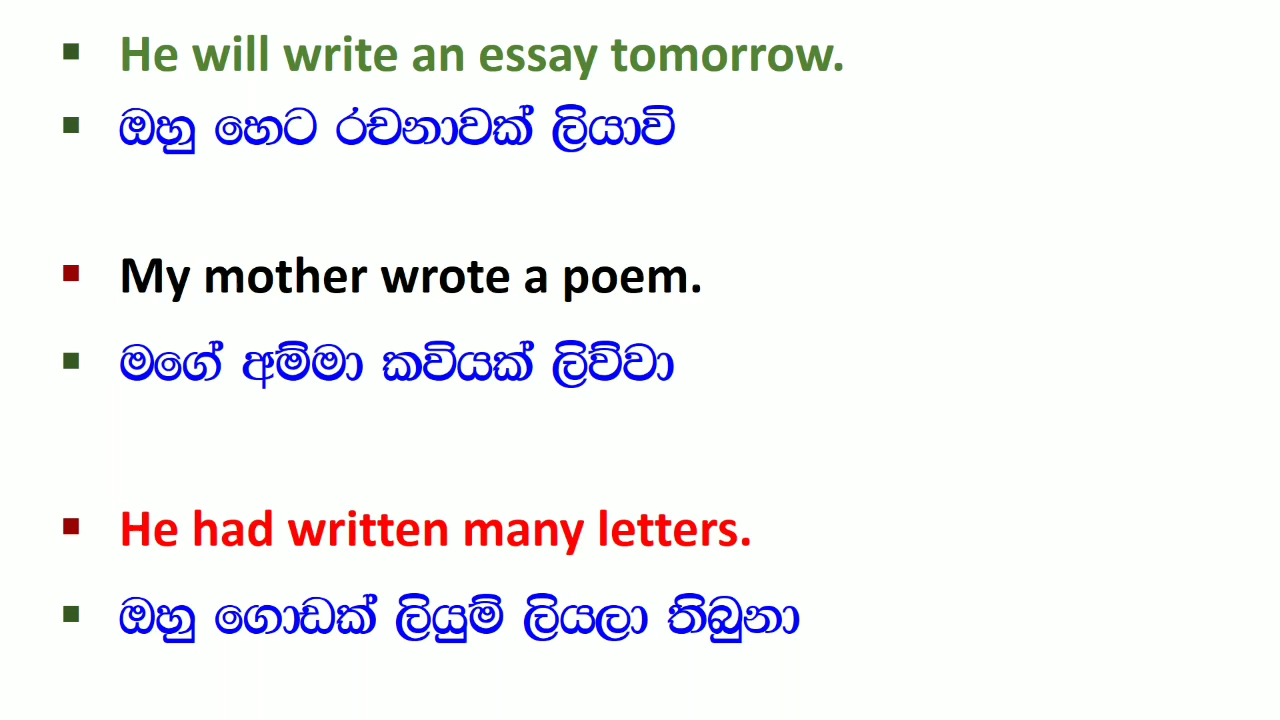 He will write an essay tomorrow.
ඔහු හෙට රචනාවක් ලියාවි
My mother wrote a poem.
මගේ අම්මා කවියක් ලිව්වා
He had written many letters.
ඔහු ගොඩක් ලියුම් ලියලා තිබුනා